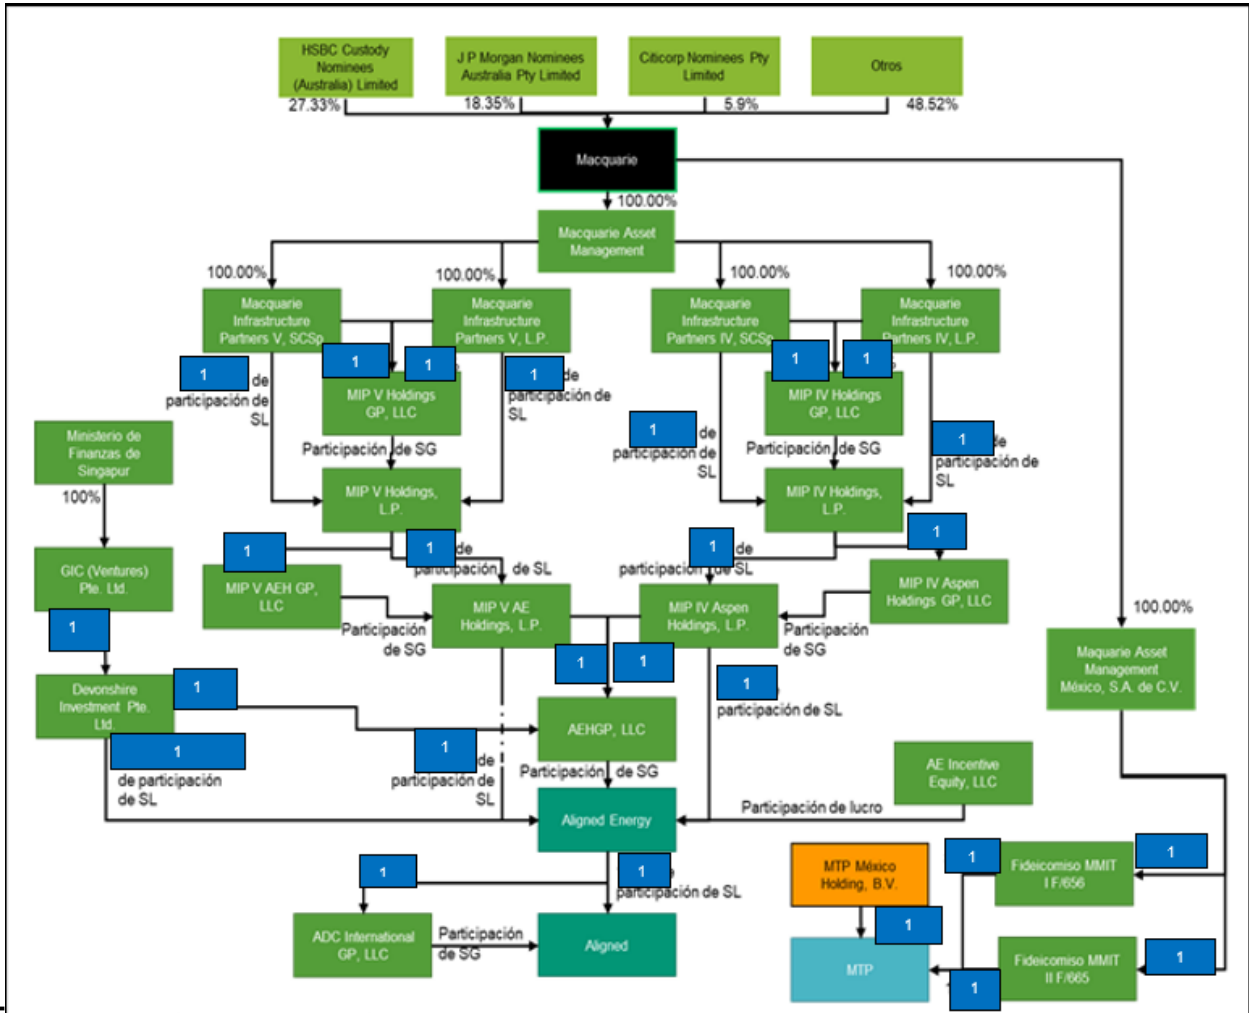 HSBC Custody
Nominees
(Australia) Limited
J P Morgan Nominees
Australia Pty Limited
Citicorp Nominees Pty
Limited
Otros
27.33%
18.35%
5.9%
48.52%
Macquarie
100.00%
Macquarie Asset
Management
100.00%
100.00%
100.00%
100.00%
Macquarie
Infrastructure
Partners V, SCSp
Macquarie
Infrastructure
Partners V, L.P.
Macquarie
Infrastructure
Partners IV, SCSp
Macquarie
Infrastructure
Partners IV, L.P.
1
1
1
1
1 de
participación de
SL
1 de
participación de
SL
MIP V Holdings
GP, LLC
MIP IV Holdings
GP, LLC
1 de
participación de
SL
1 de
participación de
SL
Ministerio de
Finanzas de
Singapur
Participación de SG
Participación de SG
100%
MIP V Holdings,
L.P.
MIP IV Holdings,
L.P.
1
1 de
participación de SL
1 de
participación de SL
1
GIC (Ventures)
Pte. Ltd.
MIP V AEH GP,
LLC
MIP V AE
Holdings, L.P.
MIP IV Aspen
Holdings, L.P.
MIP IV Aspen
Holdings GP, LLC
100.00%
1
Participación
de SG
Participación
de SG
1
1
1
participación de SL
Maquarie Asset
Management
México, S.A. de C.V.
Devonshire
Investment Pte.
Ltd.
1
AEHGP, LLC
1
de participación
de SL
1 de
participación de
SL
Participación de SG
AE Incentive
Equity, LLC
Participación de lucro
Aligned Energy
1
1
participación de SL
MTP México
Holding, B.V.
1
Fideicomiso MMIT
I F/656
1
ADC International
GP, LLC
Participación
de SG
Aligned
1
MTP
1
Fideicomiso MMIT
II F/665
1